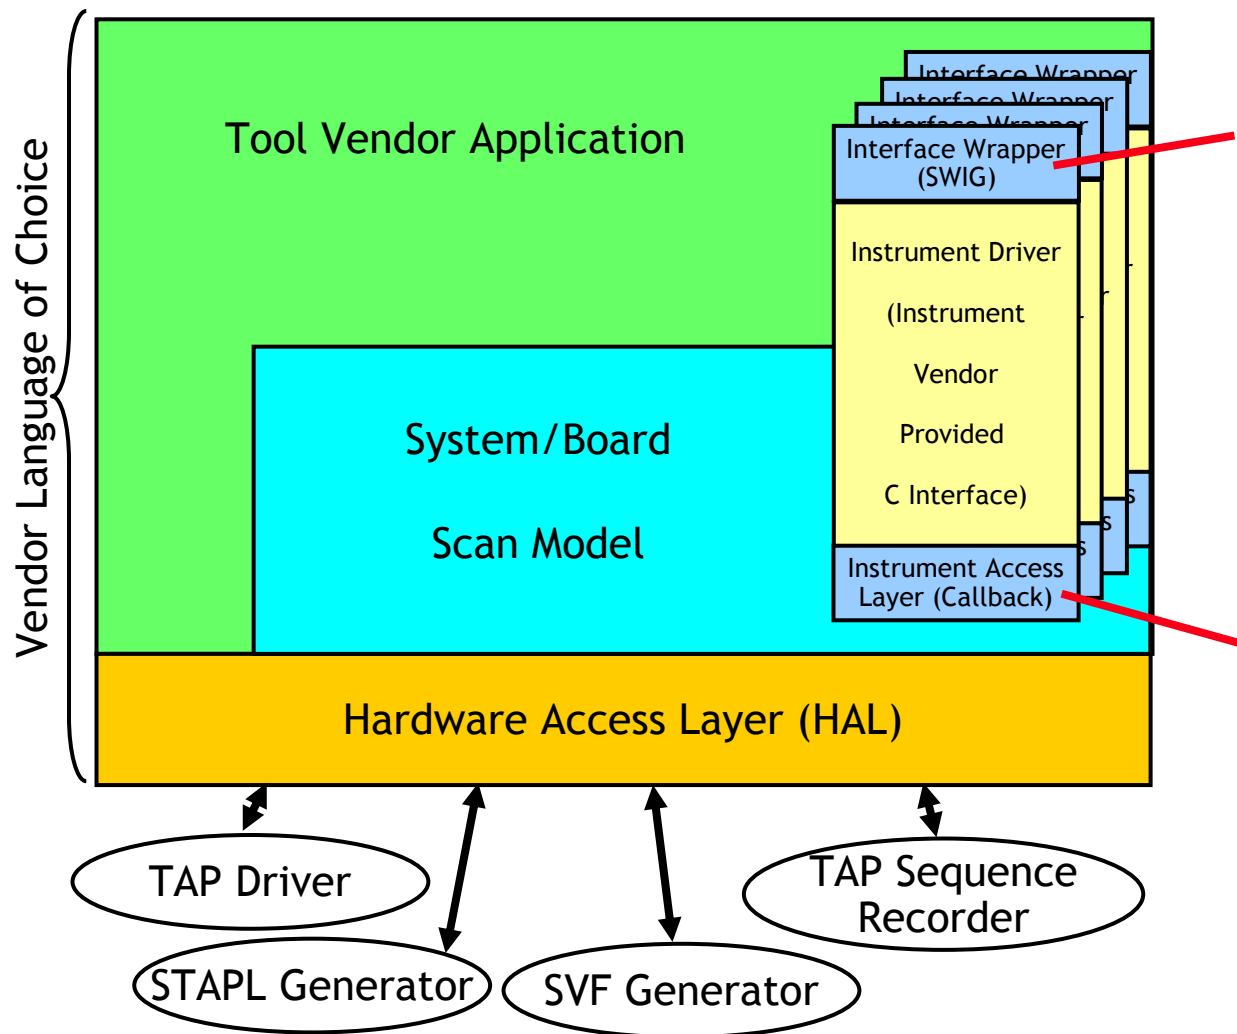 Vendor Language of Choice
Tool Vendor Application
Interface Wrapper
Interface Wrapper
Interface Wrapper
Interface Wrapper
(SWIG)
Instrument Driver
(Instrument
Vendor
Provided
C Interface)
Instrument Access
Layer (Callback)
s
s
s
System/Board
Scan Model
Hardware Access Layer (HAL)
TAP Driver
STAPL Generator
SVF Generator
TAP Sequence
Recorder